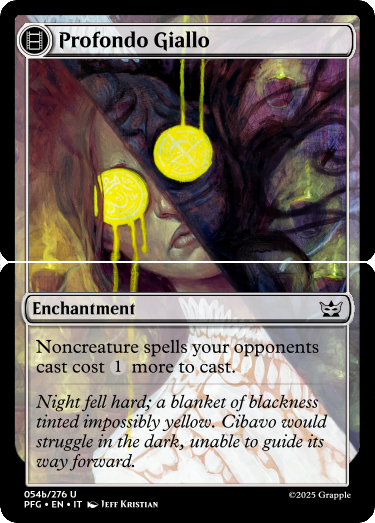 Profondo Giallo
Enchantment
Noncreature spells your opponents
cast cost 1 more to cast.
Night fell hard; a blanket of blackness
tinted impossibly yellow. Cibavo would
struggle in the dark, unable to guide its
way forward.
054b/276 U
PFG • EN • IT Jeff Kristian
©2025 Grapple